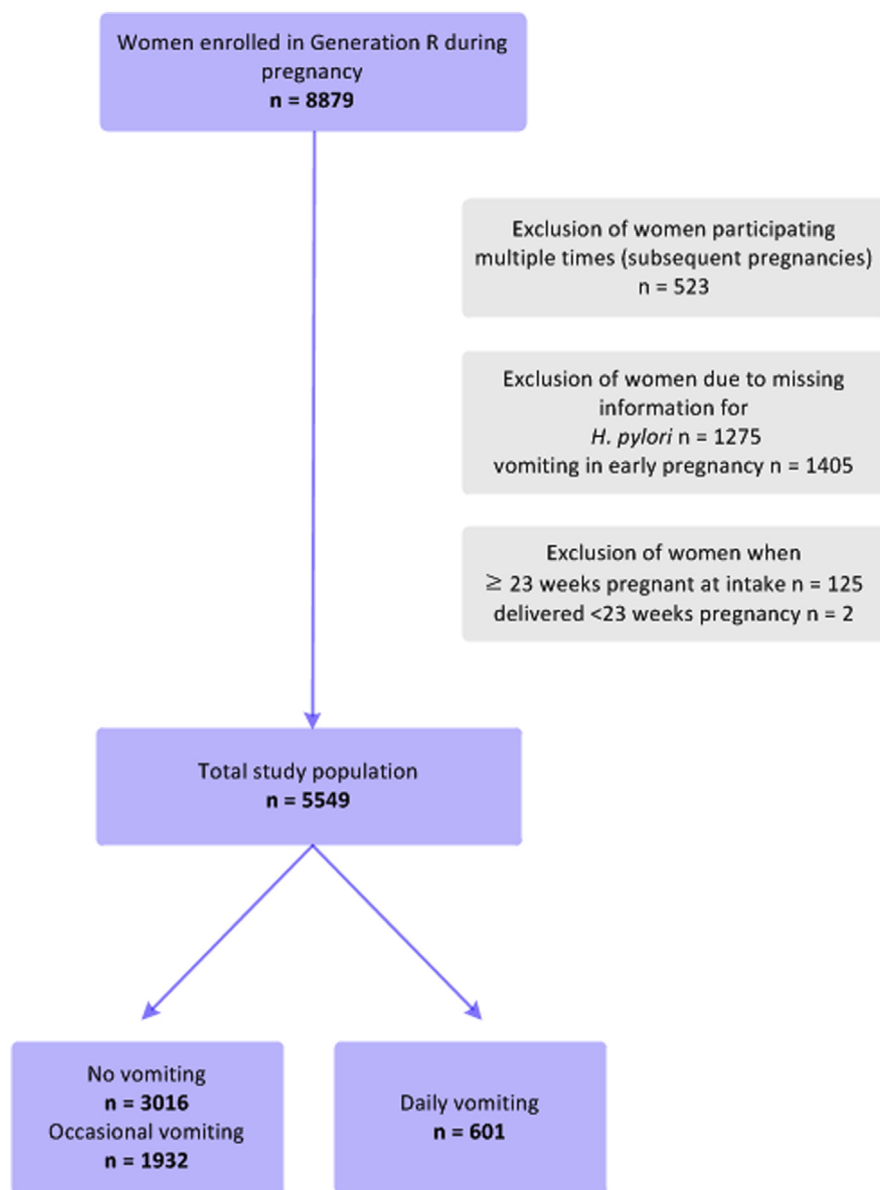 Women enrolled in Generation R during
pregnancy
n = 8879
Exclusion of women participating
multiple times (subsequent pregnancies)
n = 523
Exclusion of women due to missing
information for
H. pylori n = 1275
vomiting in early pregnancy n = 1405
Exclusion of women when
≥ 23 weeks pregnant at intake n = 125
delivered <23 weeks pregnancy n = 2
Total study population
n = 5549
No vomiting
n = 3016
Occasional vomiting
n = 1932
Daily vomiting
n = 601